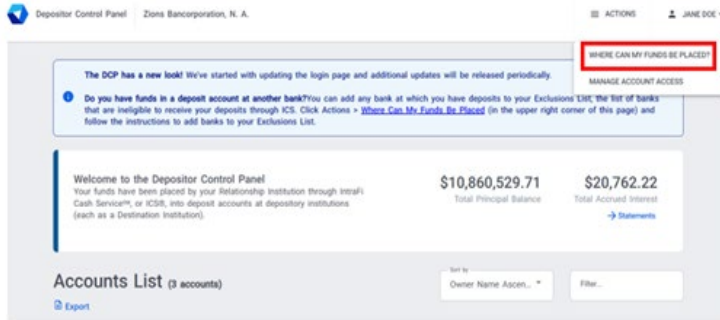 Depositor Control Panel Zions Bancorporation, N. A. ACTIONS JANE DOE
WHERE CAN MY FUNDS BE PLACED?
MANAGE ACCOUNT ACCESS
The DCP has a new look! We've started with updating the login page and additional updates will be released periodically.
Do you have funds in a deposit account at another bank?You can add any bank at which you have deposits to your Exclusions List, the list of banks
that are ineligible to receive your deposits through ICS. Click Actions > Where Can My Funds Be Placed (in the upper right corner of this page) and
follow the instructions to add banks to your Exclusions List.
Welcome to the Depositor Control Panel
Your funds have been placed by your Relationship Institution through IntraFi
Cash Service℠, or ICS®, into deposit accounts at depository institutions
(each as a Destination Institution).
$10,860,529.71
Total Principal Balance
$20,762.22
Total Accrued Interest
→ Statements
Accounts List (3 accounts)
Export
Sort by
Owner Name Ascen...
Filter...